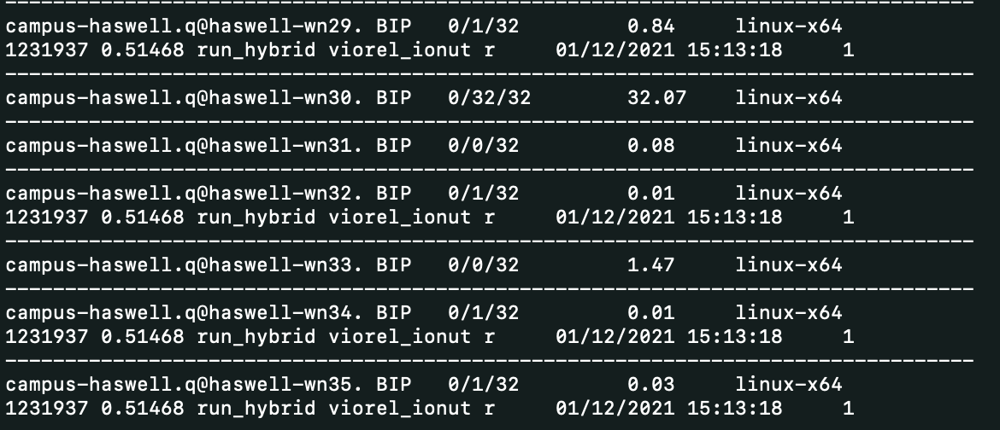 campus-haswell.q@haswell-wn29. BIP   0/1/32         0.84     linux-x64
1231937 0.51468 run_hybrid viorel_ionut r     01/12/2021 15:13:18     1
---------------------------------------------------------------------------------
campus-haswell.q@haswell-wn30. BIP   0/32/32        32.07    linux-x64
---------------------------------------------------------------------------------
campus-haswell.q@haswell-wn31. BIP   0/0/32         0.08     linux-x64
---------------------------------------------------------------------------------
campus-haswell.q@haswell-wn32. BIP   0/1/32         0.01     linux-x64
1231937 0.51468 run_hybrid viorel_ionut r     01/12/2021 15:13:18     1
---------------------------------------------------------------------------------
campus-haswell.q@haswell-wn33. BIP   0/0/32         1.47     linux-x64
---------------------------------------------------------------------------------
campus-haswell.q@haswell-wn34. BIP   0/1/32         0.01     linux-x64
1231937 0.51468 run_hybrid viorel_ionut r     01/12/2021 15:13:18     1
---------------------------------------------------------------------------------
campus-haswell.q@haswell-wn35. BIP   0/1/32         0.03     linux-x64
1231937 0.51468 run_hybrid viorel_ionut r     01/12/2021 15:13:18     1